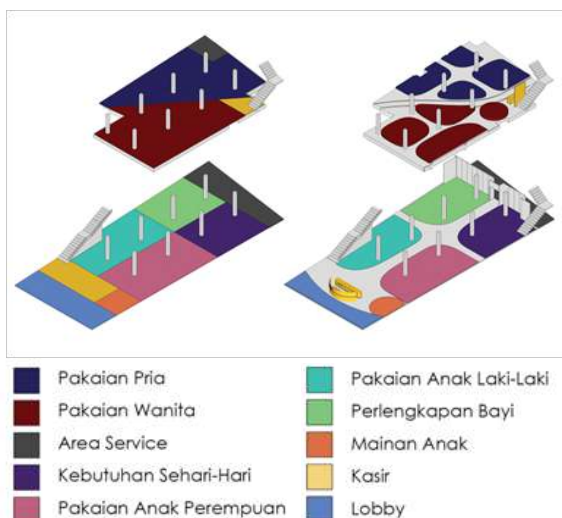 Pakaian Pria
Pakaian Wanita
Area Service
Kebutuhan Sehari-Hari
Pakaian Anak Perempuan
Pakaian Anak Laki-Laki
Perlengkapan Bayi
Mainan Anak
Kasir
Lobby